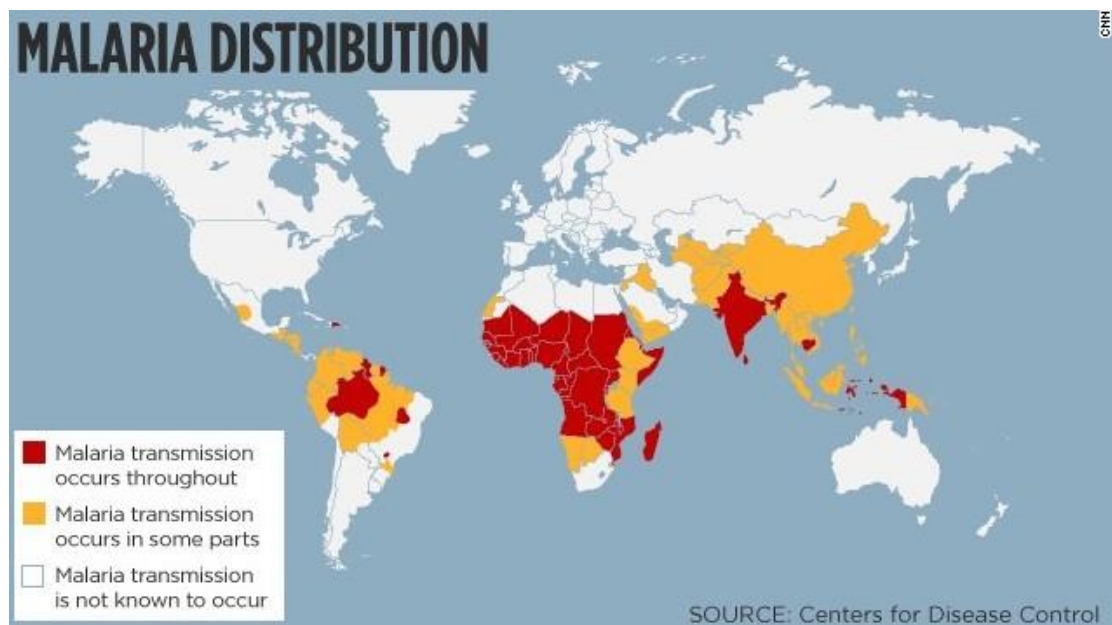 CNN
MALARIA DISTRIBUTION
Malaria transmission
occurs throughout
Malaria transmission
occurs in some parts
Malaria transmission
is not known to occur
SOURCE: Centers for Disease Control